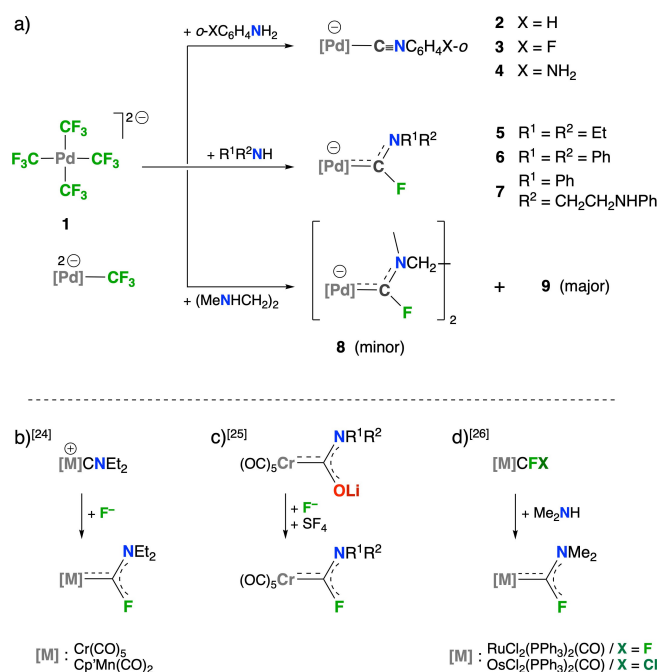 a)
+ o-XC6H4NH2
⊖
[Pd]—C≡NC6H4X-o
2 X = H
3 X = F
4 X = NH2
2⊖
CF3
F3C—Pd—CF3
CF3
1
2⊖
[Pd]—CF3
+ R1R2NH
⊖
NR1R2
[Pd] C
F
5 R1 = R2 = Et
6 R1 = R2 = Ph
7 R1 = Ph
R2 = CH2CH2NHPh
+ (MeNHCH2)2
⊖
NCH2
[Pd] C
F
2
8 (minor)
+ 9 (major)
b)[24]
⊕
[M]CNEt2
+ F–
NEt2
[M]
F
[M] : Cr(CO)5
Cp'Mn(CO)2
c)[25]
NR1R2
(OC)5Cr
OLi
+ F–
+ SF4
NR1R2
(OC)5Cr
F
d)[26]
[M]CFX
+ Me2NH
NMe2
[M]
F
[M] : RuCl2(PPh3)2(CO) / X = F
OsCl2(PPh3)2(CO) / X = Cl